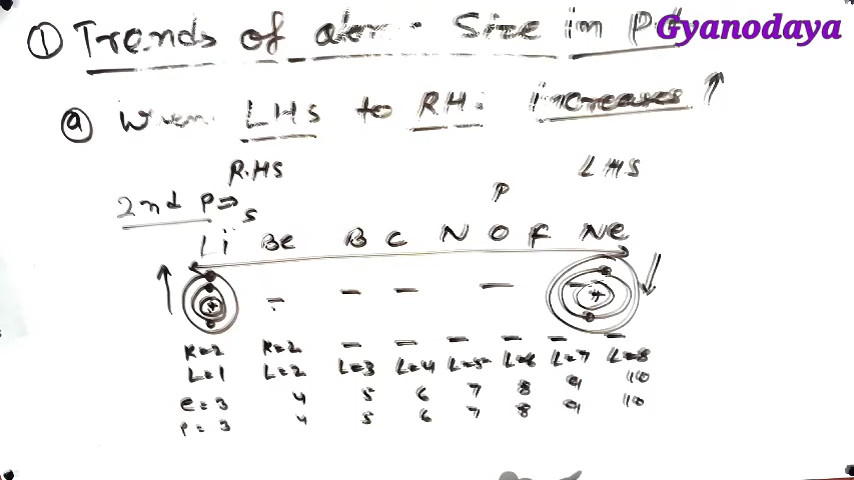 ① Trends of atom. Size in P.t.
Gyanodaya
ⓐ When LHS to RHS increases ↑
R.HS LHS
2nd P⇒ S P
Li Be B C N O F Ne
K=2 K=2
L=1 L=2 L=3 L=4 L=5 L=6 L=7 L=8
e=3 4 5 6 7 8 9 10
P=3 4 5 6 7 8 9 10